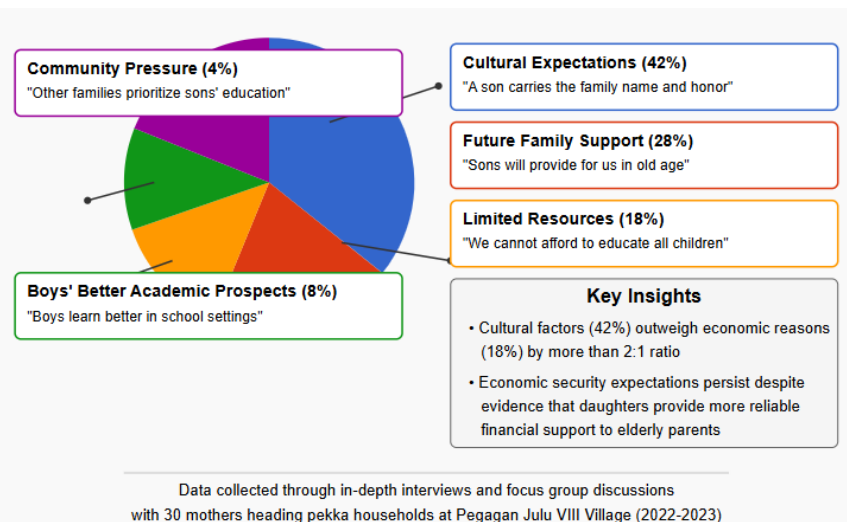 Community Pressure (4%)
"Other families prioritize sons' education"
Cultural Expectations (42%)
"A son carries the family name and honor"
Future Family Support (28%)
"Sons will provide for us in old age"
Limited Resources (18%)
"We cannot afford to educate all children"
Boys' Better Academic Prospects (8%)
"Boys learn better in school settings"
Key Insights
• Cultural factors (42%) outweigh economic reasons
(18%) by more than 2:1 ratio
• Economic security expectations persist despite
evidence that daughters provide more reliable
financial support to elderly parents
Data collected through in-depth interviews and focus group discussions
with 30 mothers heading pekka households at Pegagan Julu VIII Village (2022-2023)